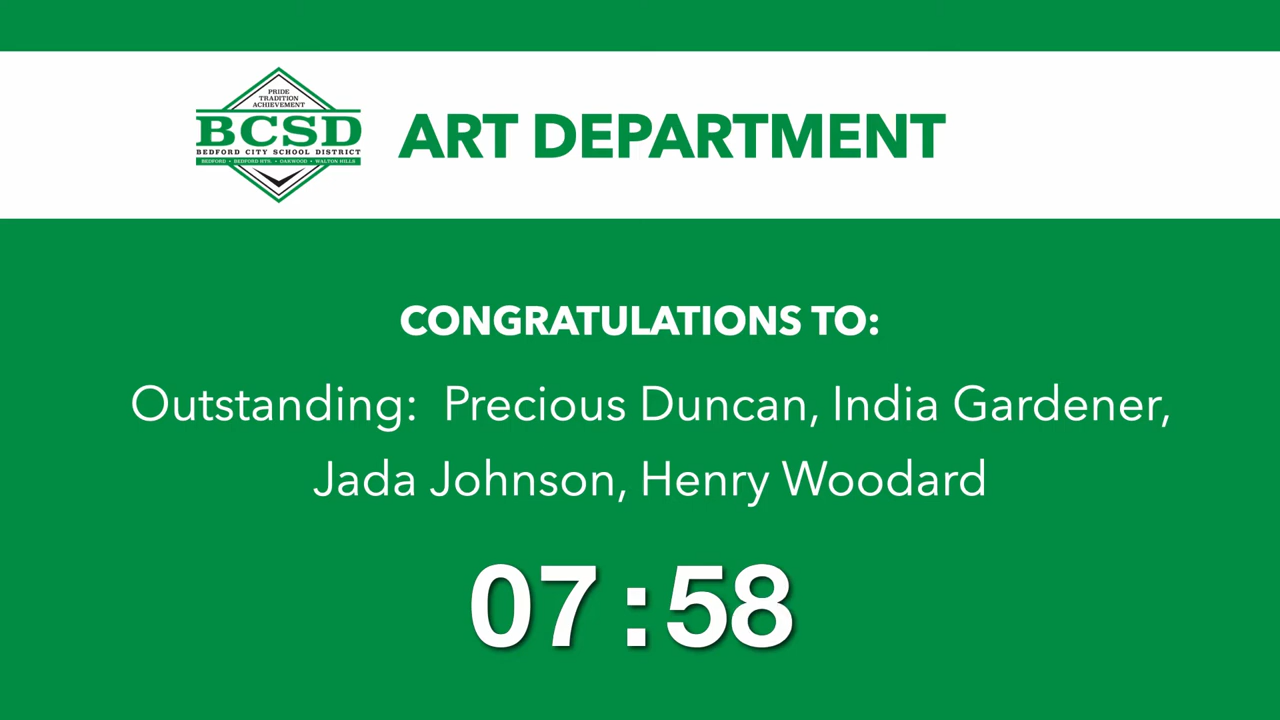 PRIDE
TRADITION
ACHIEVEMENT
BCSD
BEDFORD CITY SCHOOL DISTRICT
BEDFORD • BEDFORD HTS. • OAKWOOD • WALTON HILLS
ART DEPARTMENT
CONGRATULATIONS TO:
Outstanding: Precious Duncan, India Gardener,
Jada Johnson, Henry Woodard
07:58